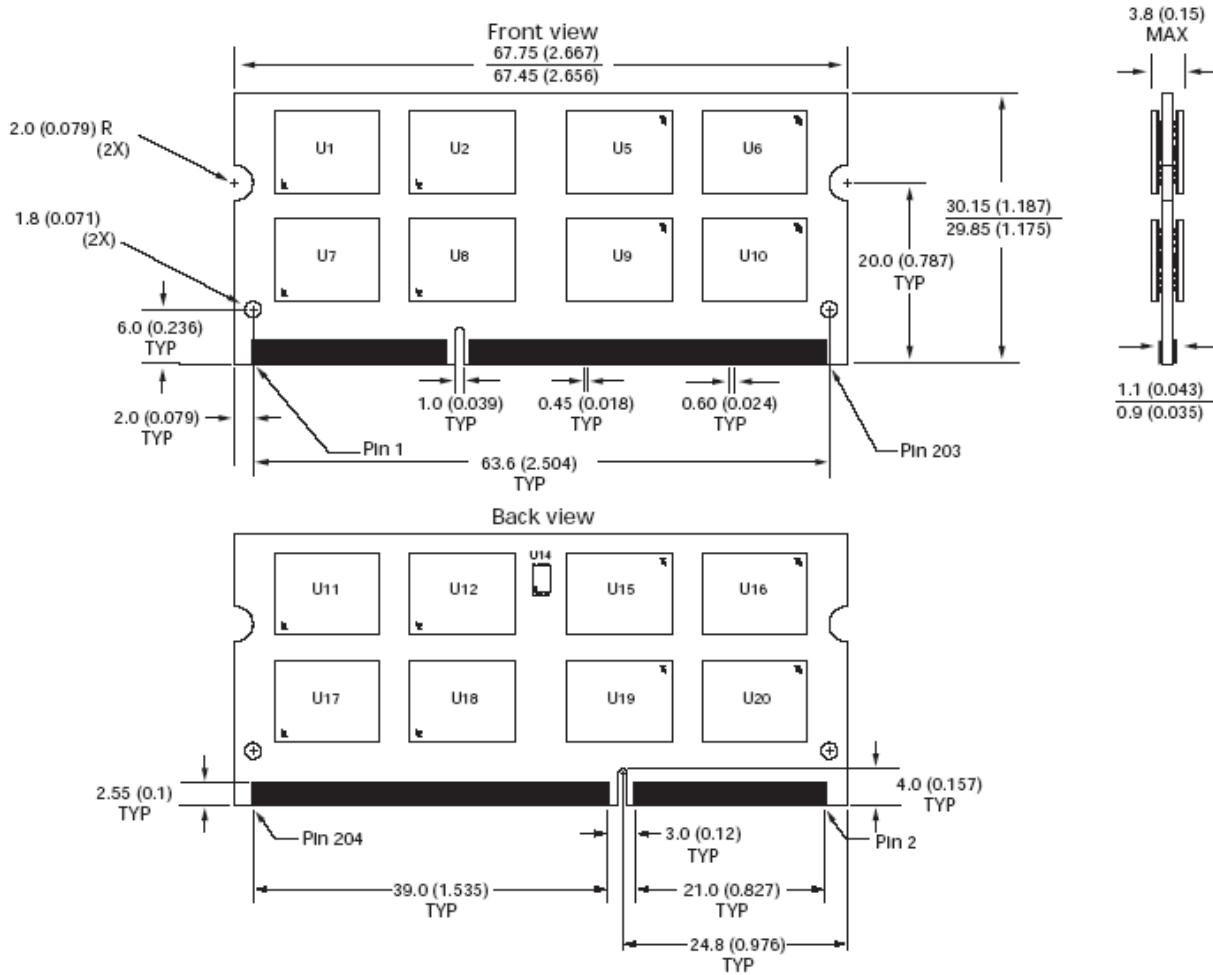 Front view
67.75 (2.667)
67.45 (2.656)
3.8 (0.15)
MAX
2.0 (0.079) R
(2X)
U1
U2
U5
U6
1.8 (0.071)
(2X)
U7
U8
U9
U10
30.15 (1.187)
29.85 (1.175)
20.0 (0.787)
TYP
6.0 (0.236)
TYP
2.0 (0.079)
TYP
1.0 (0.039)
TYP
0.45 (0.018)
TYP
0.60 (0.024)
TYP
1.1 (0.043)
0.9 (0.035)
Pin 1
Pin 203
63.6 (2.504)
TYP
Back view
U11
U12
U14
U15
U16
U17
U18
U19
U20
2.55 (0.1)
TYP
4.0 (0.157)
TYP
Pin 204
3.0 (0.12)
TYP
Pin 2
39.0 (1.535)
TYP
21.0 (0.827)
TYP
24.8 (0.976)
TYP